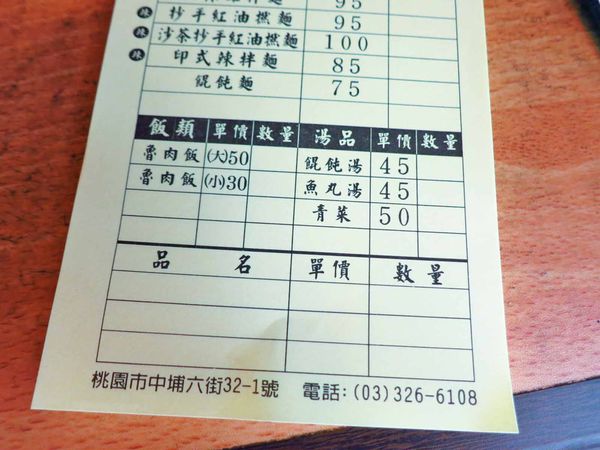 95
辣 抄手紅油撚麵 95
辣 沙茶抄手紅油撚麵 100
辣 印式辣拌麵 85
餛飩麵 75
飯類 單價 數量 湯品 單價 數量
魯肉飯 (大)50 餛飩湯 45
魯肉飯 (小)30 魚丸湯 45
青菜 50
品名 單價 數量
桃園市中埔六街32-1號 電話:(03)326-6108